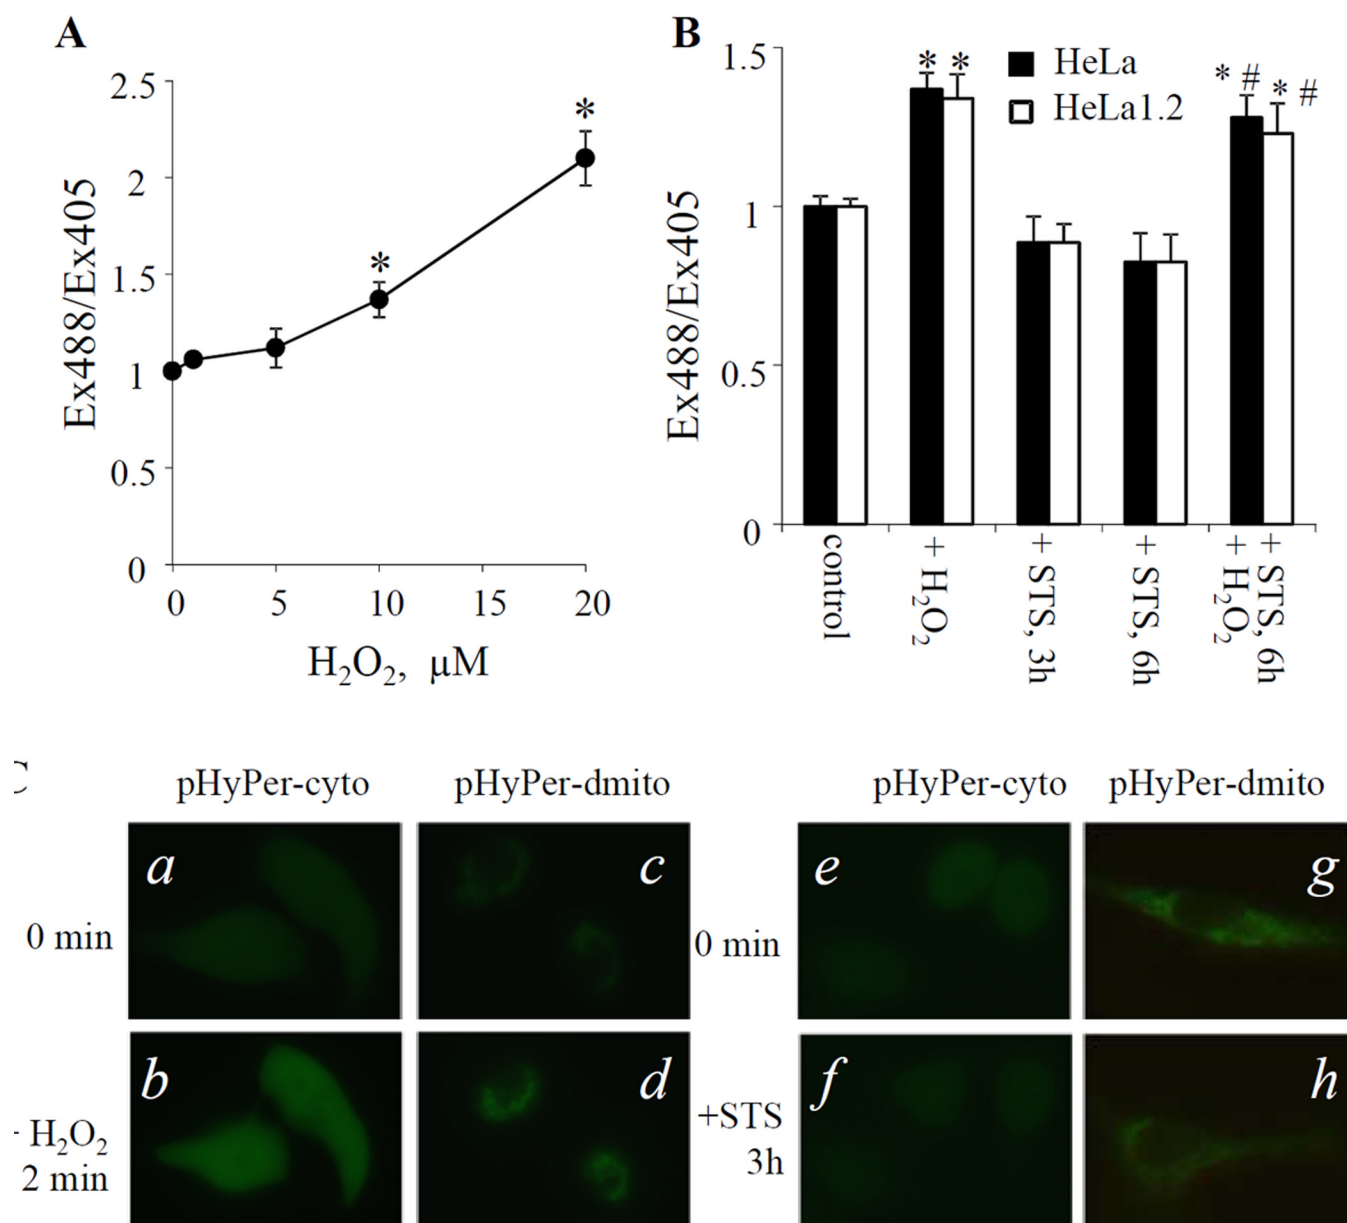 A
2.5
2
1.5
1
0.5
0
0 5 10 15 20
Ex488/Ex405
H₂O₂, µM
*
*
B
1.5
1
0.5
0
Ex488/Ex405
HeLa
HeLa1.2
* *
* # * #
control
+ H₂O₂
+ STS, 3h
+ STS, 6h
+ STS, 6h
+ H₂O₂
pHyPer-cyto pHyPer-dmito pHyPer-cyto pHyPer-dmito
0 min
a c
0 min
e g
H₂O₂
2 min
b d
+STS
3h
f h